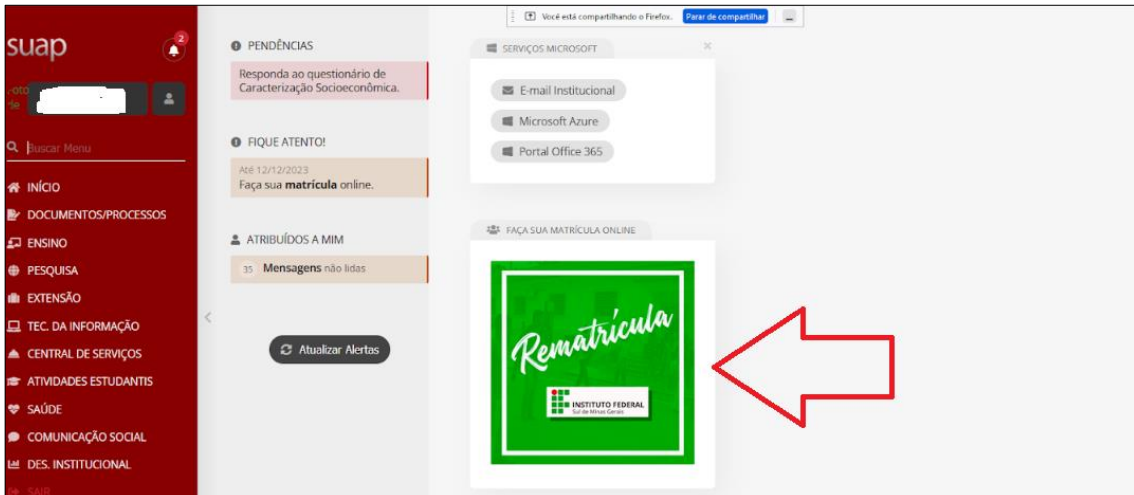 Você está compartilhando o Firefox.
Parar de compartilhar
suap
2
Buscar Menu
INÍCIO
DOCUMENTOS/PROCESSOS
ENSINO
PESQUISA
EXTENSÃO
TEC. DA INFORMAÇÃO
CENTRAL DE SERVIÇOS
ATIVIDADES ESTUDANTIS
SAÚDE
COMUNICAÇÃO SOCIAL
DES. INSTITUCIONAL
SAIR
PENDÊNCIAS
Responda ao questionário de
Caracterização Socioeconômica.
FIQUE ATENTO!
Até 12/12/2023
Faça sua matrícula online.
ATRIBUÍDOS A MIM
35 Mensagens não lidas
Atualizar Alertas
SERVIÇOS MICROSOFT
E-mail Institucional
Microsoft Azure
Portal Office 365
FAÇA SUA MATRÍCULA ONLINE
Rematrícula
INSTITUTO FEDERAL
Sul de Minas Gerais